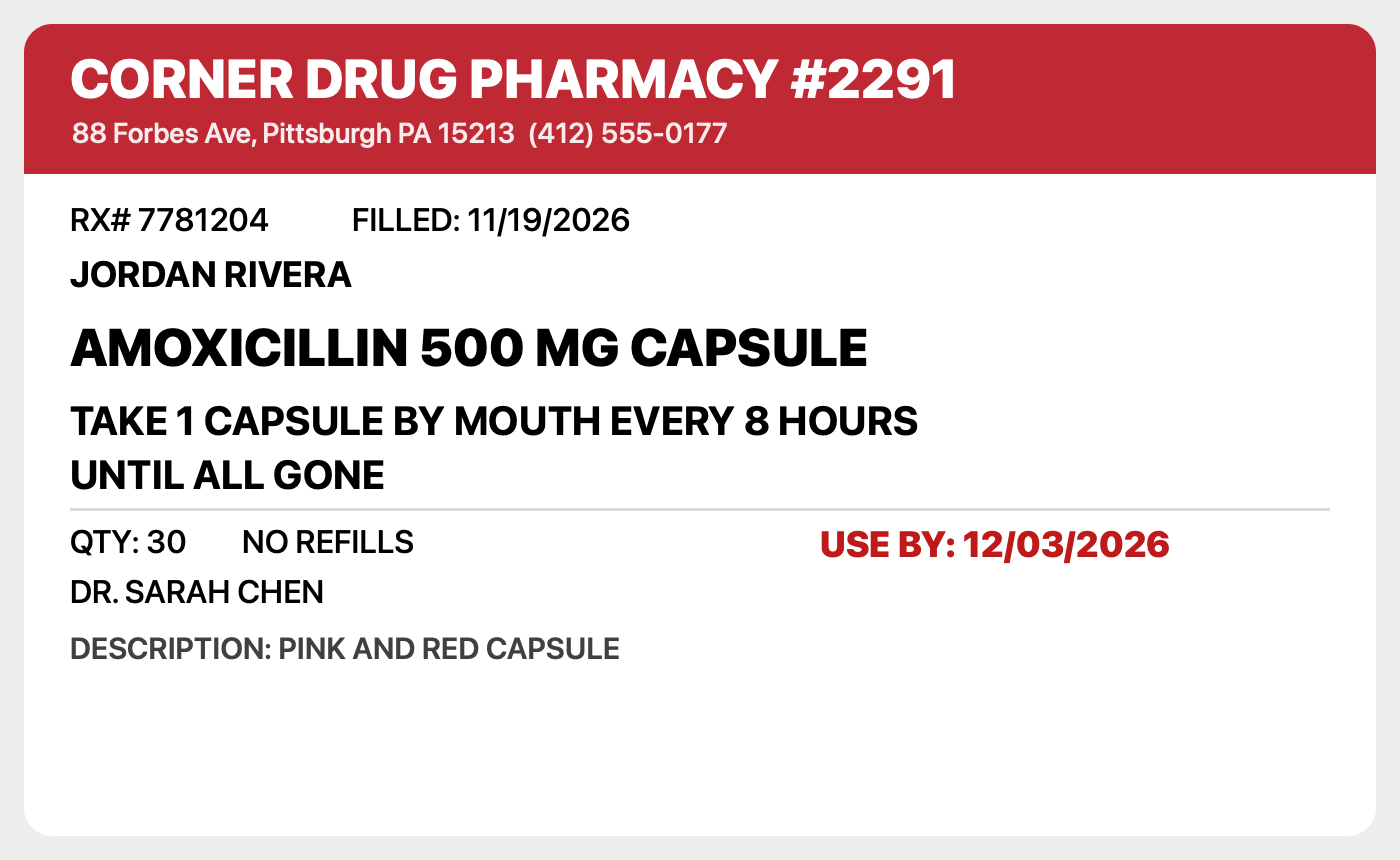 CORNER DRUG PHARMACY #2291
88 Forbes Ave, Pittsburgh PA 15213 (412) 555-0177
RX# 7781204 FILLED: 11/19/2026
JORDAN RIVERA
AMOXICILLIN 500 MG CAPSULE
TAKE 1 CAPSULE BY MOUTH EVERY 8 HOURS
UNTIL ALL GONE
QTY: 30 NO REFILLS USE BY: 12/03/2026
DR. SARAH CHEN
DESCRIPTION: PINK AND RED CAPSULE